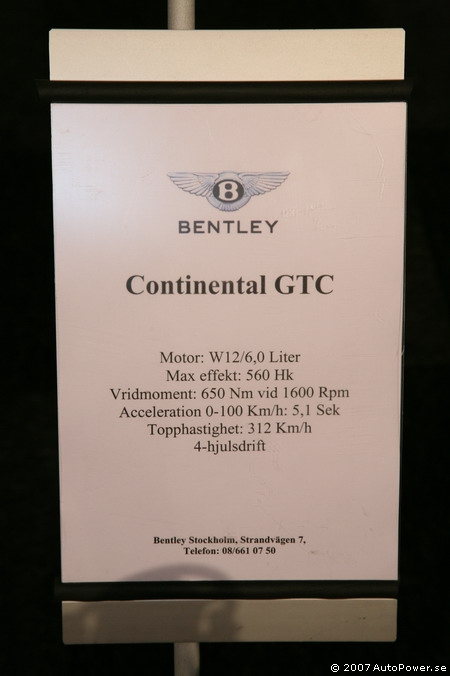 B
BENTLEY
Continental GTC
Motor: W12/6,0 Liter
Max effekt: 560 Hk
Vridmoment: 650 Nm vid 1600 Rpm
Acceleration 0-100 Km/h: 5,1 Sek
Topphastighet: 312 Km/h
4-hjulsdrift
Bentley Stockholm, Strandvägen 7,
Telefon: 08/661 07 50
© 2007 AutoPower.se